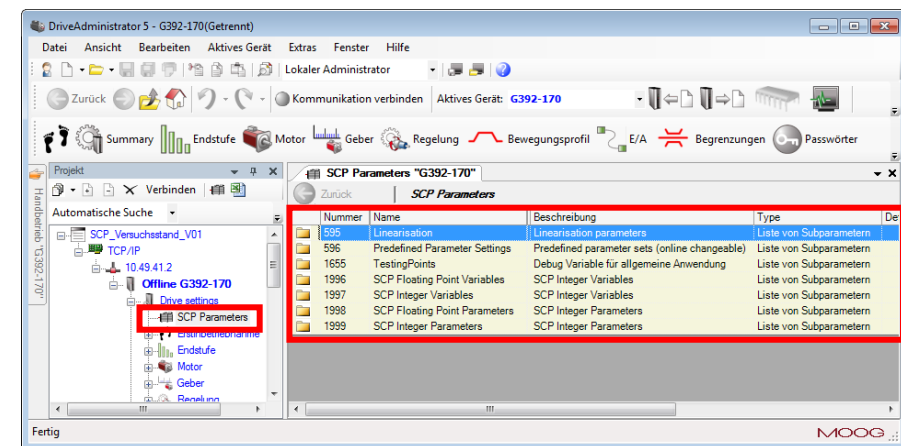 DriveAdministrator 5 - G392-170(Getrennt)
Datei Ansicht Bearbeiten Aktives Gerät Extras Fenster Hilfe
Lokaler Administrator
Zurück Kommunikation verbinden Aktives Gerät: G392-170
Summary Endstufe Motor Geber Regelung Bewegungsprofil E/A Begrenzungen Passwörter
Projekt
SCP Parameters "G392-170"
Verbinden
Zurück SCP Parameters
Handbetrieb "G392-170"
Automatische Suche
Nummer Name Beschreibung Type
SCP_Versuchsstand_V01
595 Linearisation Linearisation parameters Liste von Subparametern
TCP/IP
596 Predefined Parameter Settings Predefined parameter sets (online changeable) Liste von Subparametern
10.49.41.2
1655 TestingPoints Debug Variable für allgemeine Anwendung Liste von Subparametern
Offline G392-170
1996 SCP Floating Point Variables SCP Integer Variables Liste von Subparametern
Drive settings
1997 SCP Integer Variables SCP Integer Variables Liste von Subparametern
SCP Parameters
1998 SCP Floating Point Parameters SCP Integer Parameters Liste von Subparametern
Erstinbetriebnahme
1999 SCP Integer Parameters SCP Integer Parameters Liste von Subparametern
Endstufe
Motor
Geber
Regelung
Fertig
MOOG